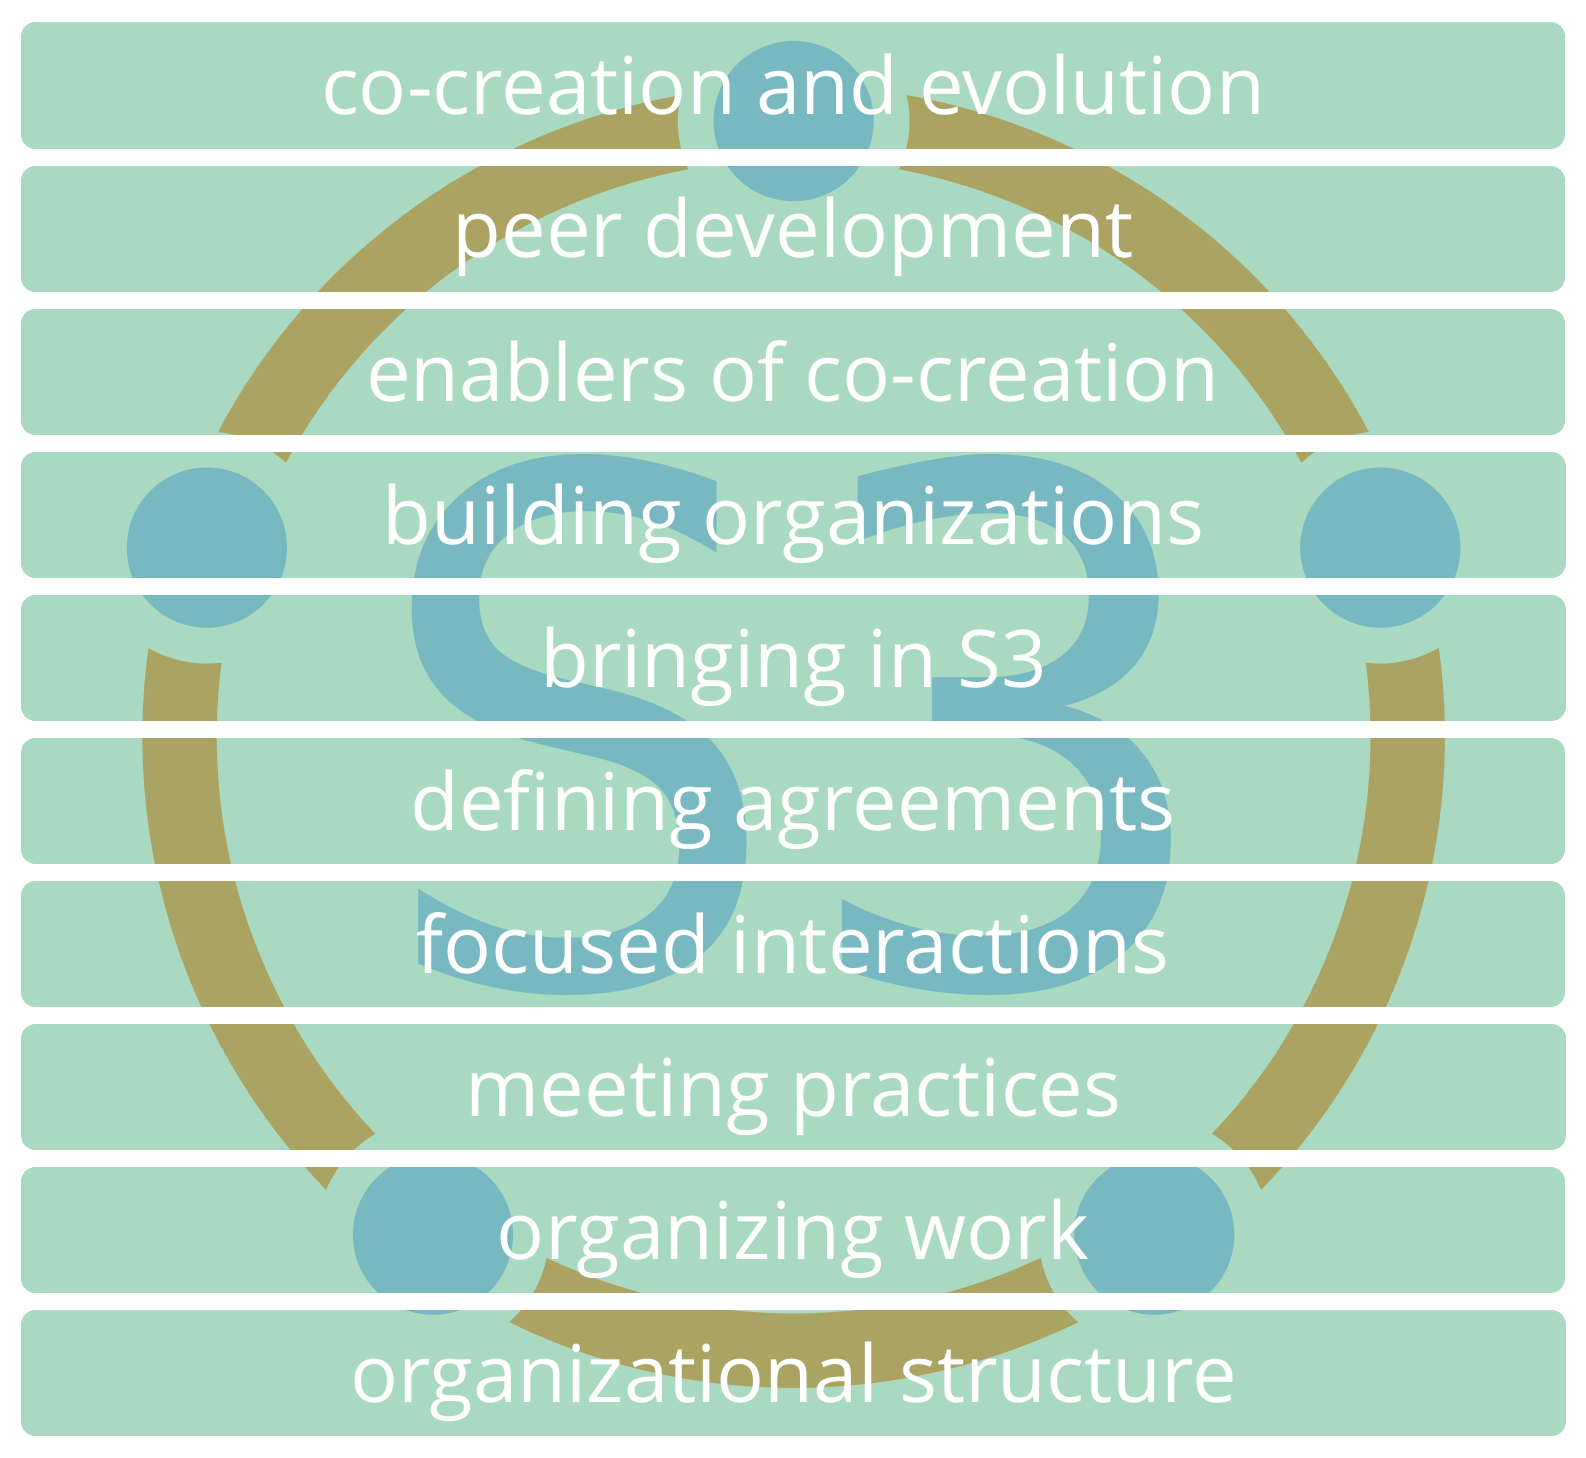 co-creation and evolution
peer development
enablers of co-creation
building organizations
bringing in S3
defining agreements
focused interactions
meeting practices
organizing work
organizational structure
S3